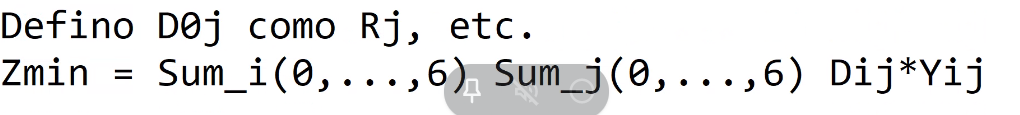 Defino D0j como Rj, etc.
Zmin = Sum_i(0,...,6) Sum_j(0,...,6) Dij*Yij